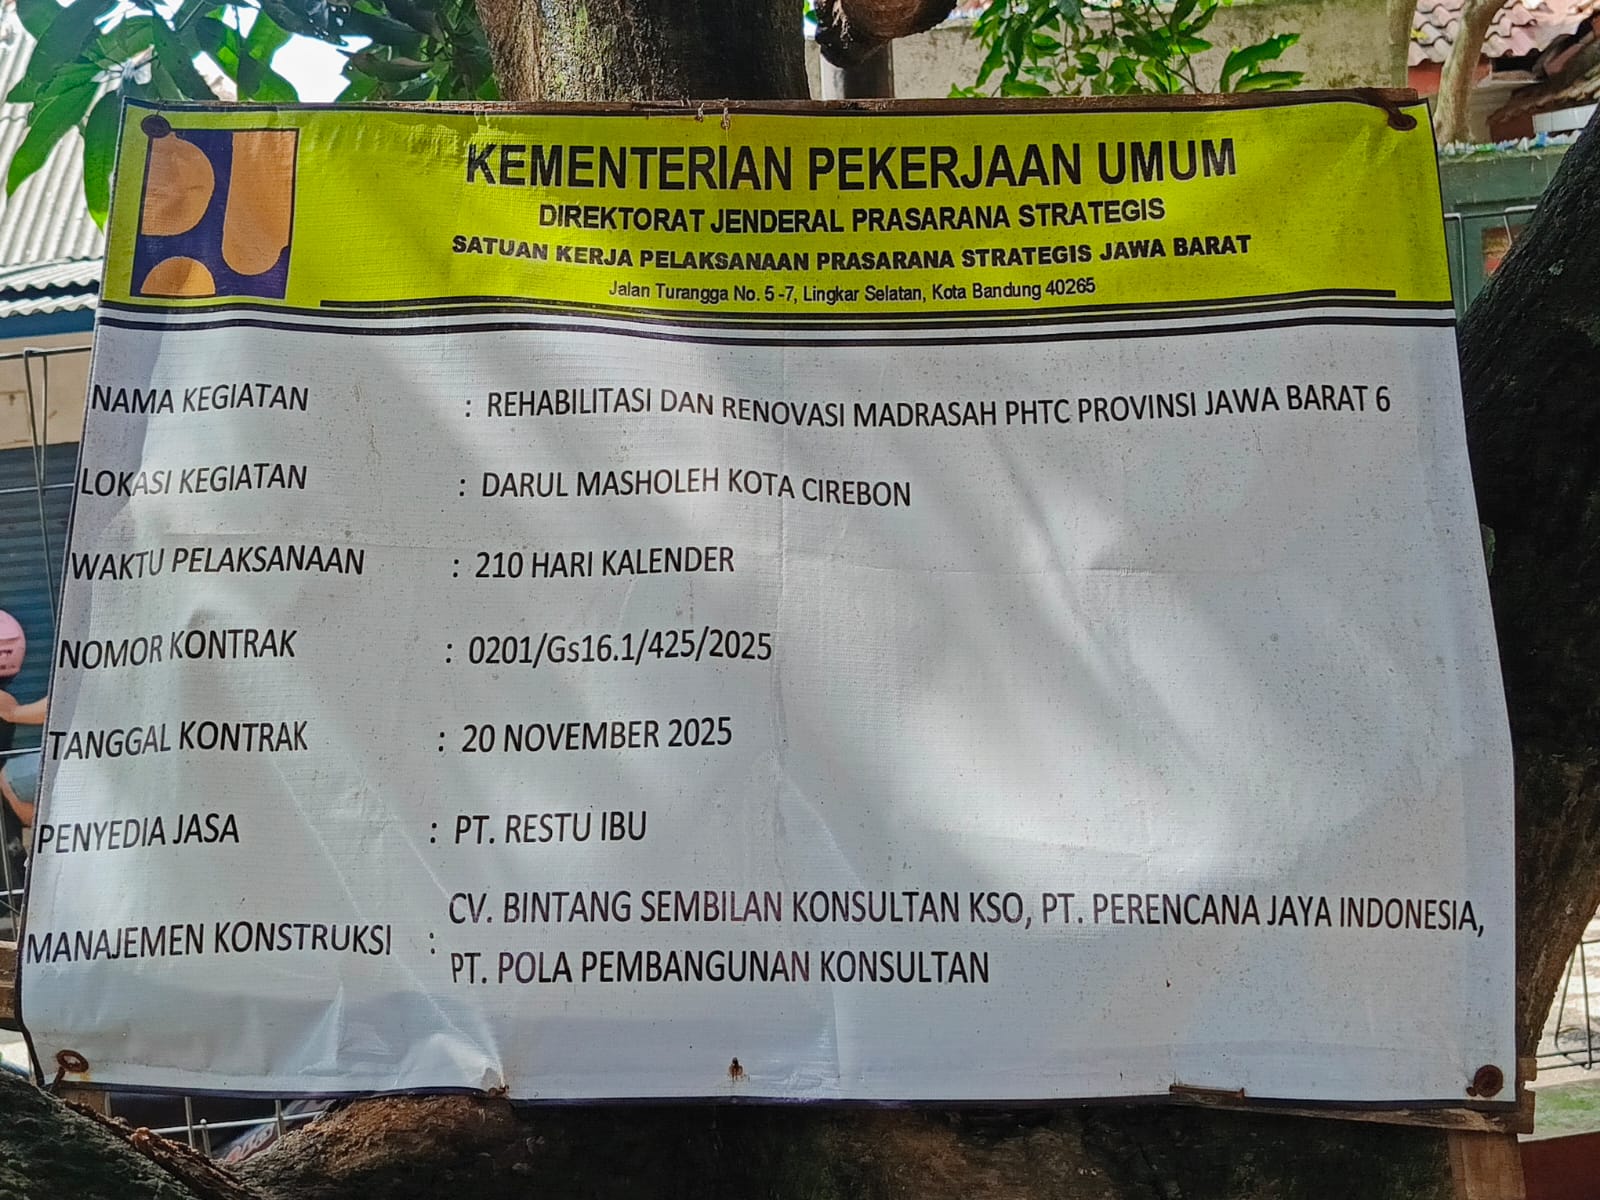 KEMENTERIAN PEKERJAAN UMUM
DIREKTORAT JENDERAL PRASARANA STRATEGIS
SATUAN KERJA PELAKSANAAN PRASARANA STRATEGIS JAWA BARAT
Jalan Turangga No. 5 -7, Lingkar Selatan, Kota Bandung 40265
NAMA KEGIATAN : REHABILITASI DAN RENOVASI MADRASAH PHTC PROVINSI JAWA BARAT 6
LOKASI KEGIATAN : DARUL MASHOLEH KOTA CIREBON
WAKTU PELAKSANAAN : 210 HARI KALENDER
NOMOR KONTRAK : 0201/Gs16.1/425/2025
TANGGAL KONTRAK : 20 NOVEMBER 2025
PENYEDIA JASA : PT. RESTU IBU
MANAJEMEN KONSTRUKSI : CV. BINTANG SEMBILAN KONSULTAN KSO, PT. PERENCANA JAYA INDONESIA,
PT. POLA PEMBANGUNAN KONSULTAN